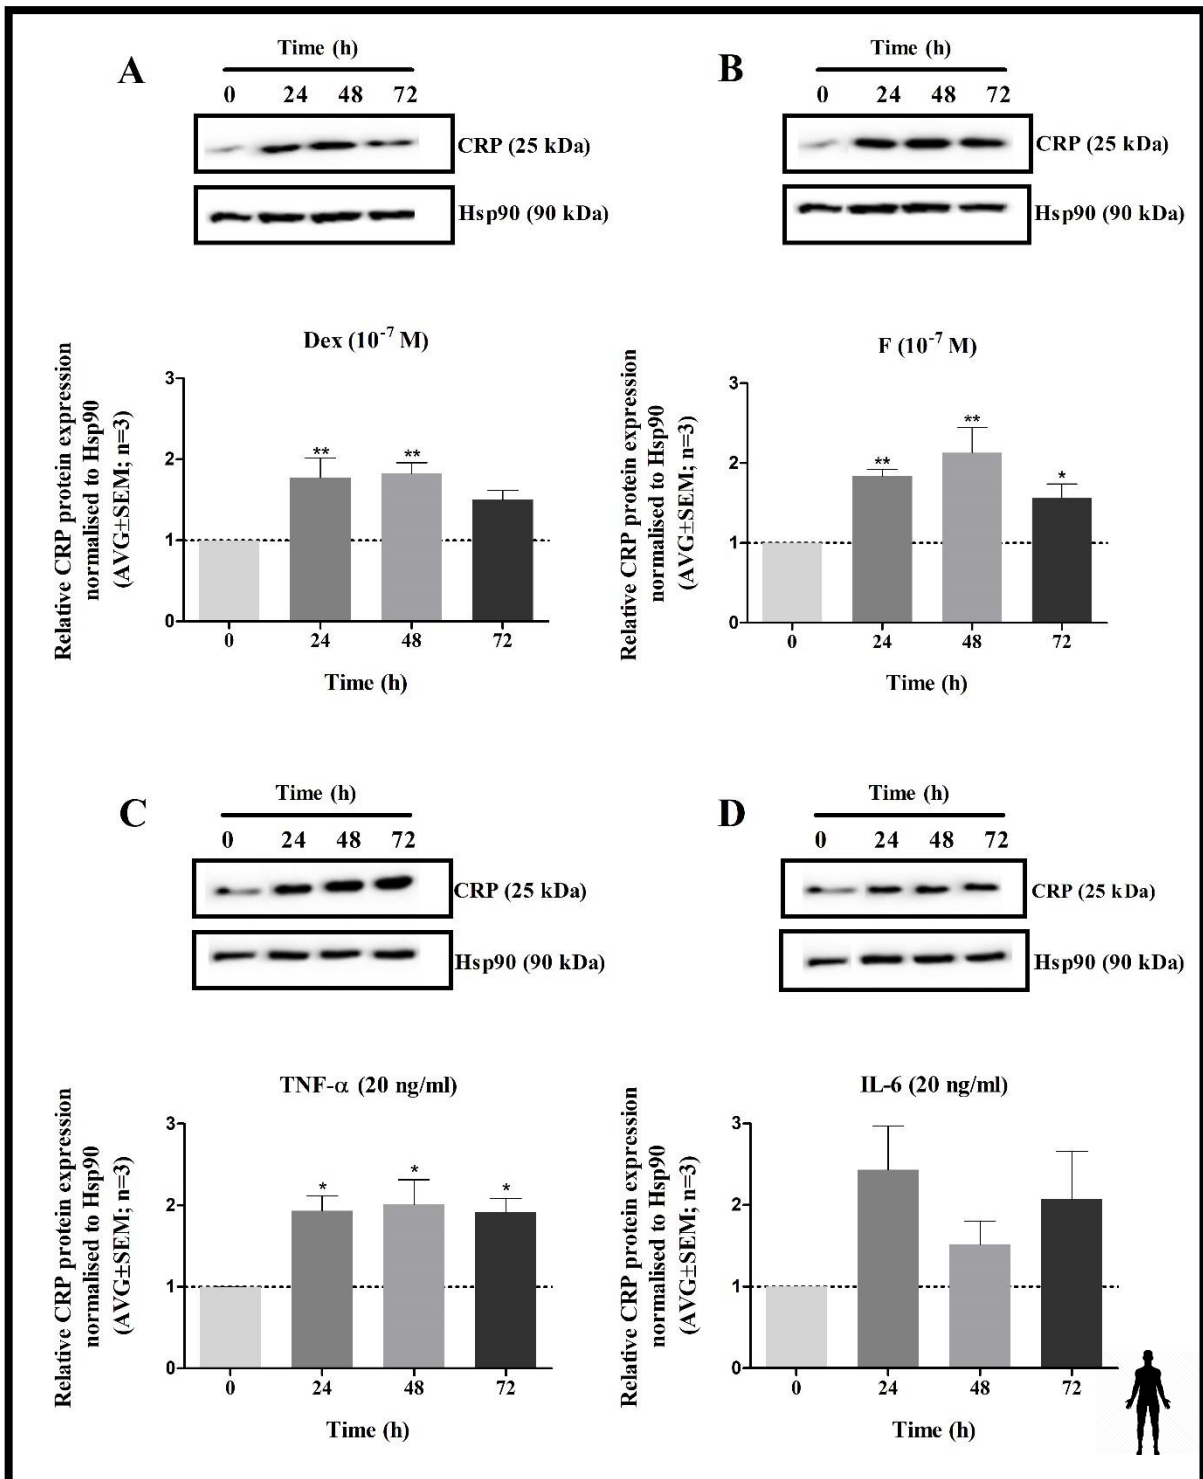 A
Time (h)
0 24 48 72
CRP (25 kDa)
Hsp90 (90 kDa)
Dex (10⁻⁷ M)
Relative CRP protein expression
normalised to Hsp90
(AVG±SEM; n=3)
3
2
1
0
** **
0 24 48 72
Time (h)
B
Time (h)
0 24 48 72
CRP (25 kDa)
Hsp90 (90 kDa)
F (10⁻⁷ M)
Relative CRP protein expression
normalised to Hsp90
(AVG±SEM; n=3)
3
2
1
0
** ** *
0 24 48 72
Time (h)
C
Time (h)
0 24 48 72
CRP (25 kDa)
Hsp90 (90 kDa)
TNF-α (20 ng/ml)
Relative CRP protein expression
normalised to Hsp90
(AVG±SEM; n=3)
3
2
1
0
* * *
0 24 48 72
Time (h)
D
Time (h)
0 24 48 72
CRP (25 kDa)
Hsp90 (90 kDa)
IL-6 (20 ng/ml)
Relative CRP protein expression
normalised to Hsp90
(AVG±SEM; n=3)
3
2
1
0
0 24 48 72
Time (h)